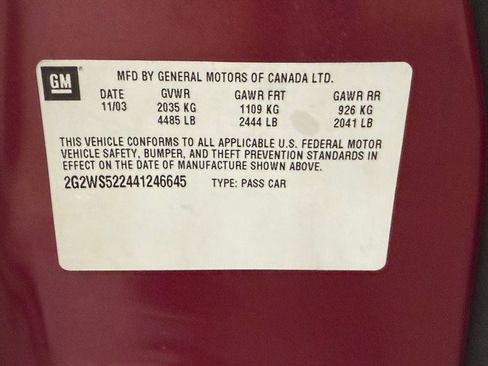 GM MFD BY GENERAL MOTORS OF CANADA LTD.
DATE GVWR GAWR FRT GAWR RR
11/03 2035 KG 1109 KG 926 KG
4485 LB 2444 LB 2041 LB
THIS VEHICLE CONFORMS TO ALL APPLICABLE U.S. FEDERAL MOTOR
VEHICLE SAFETY, BUMPER, AND THEFT PREVENTION STANDARDS IN
EFFECT ON THE DATE OF MANUFACTURE SHOWN ABOVE.
2G2WS522441246645 TYPE: PASS CAR